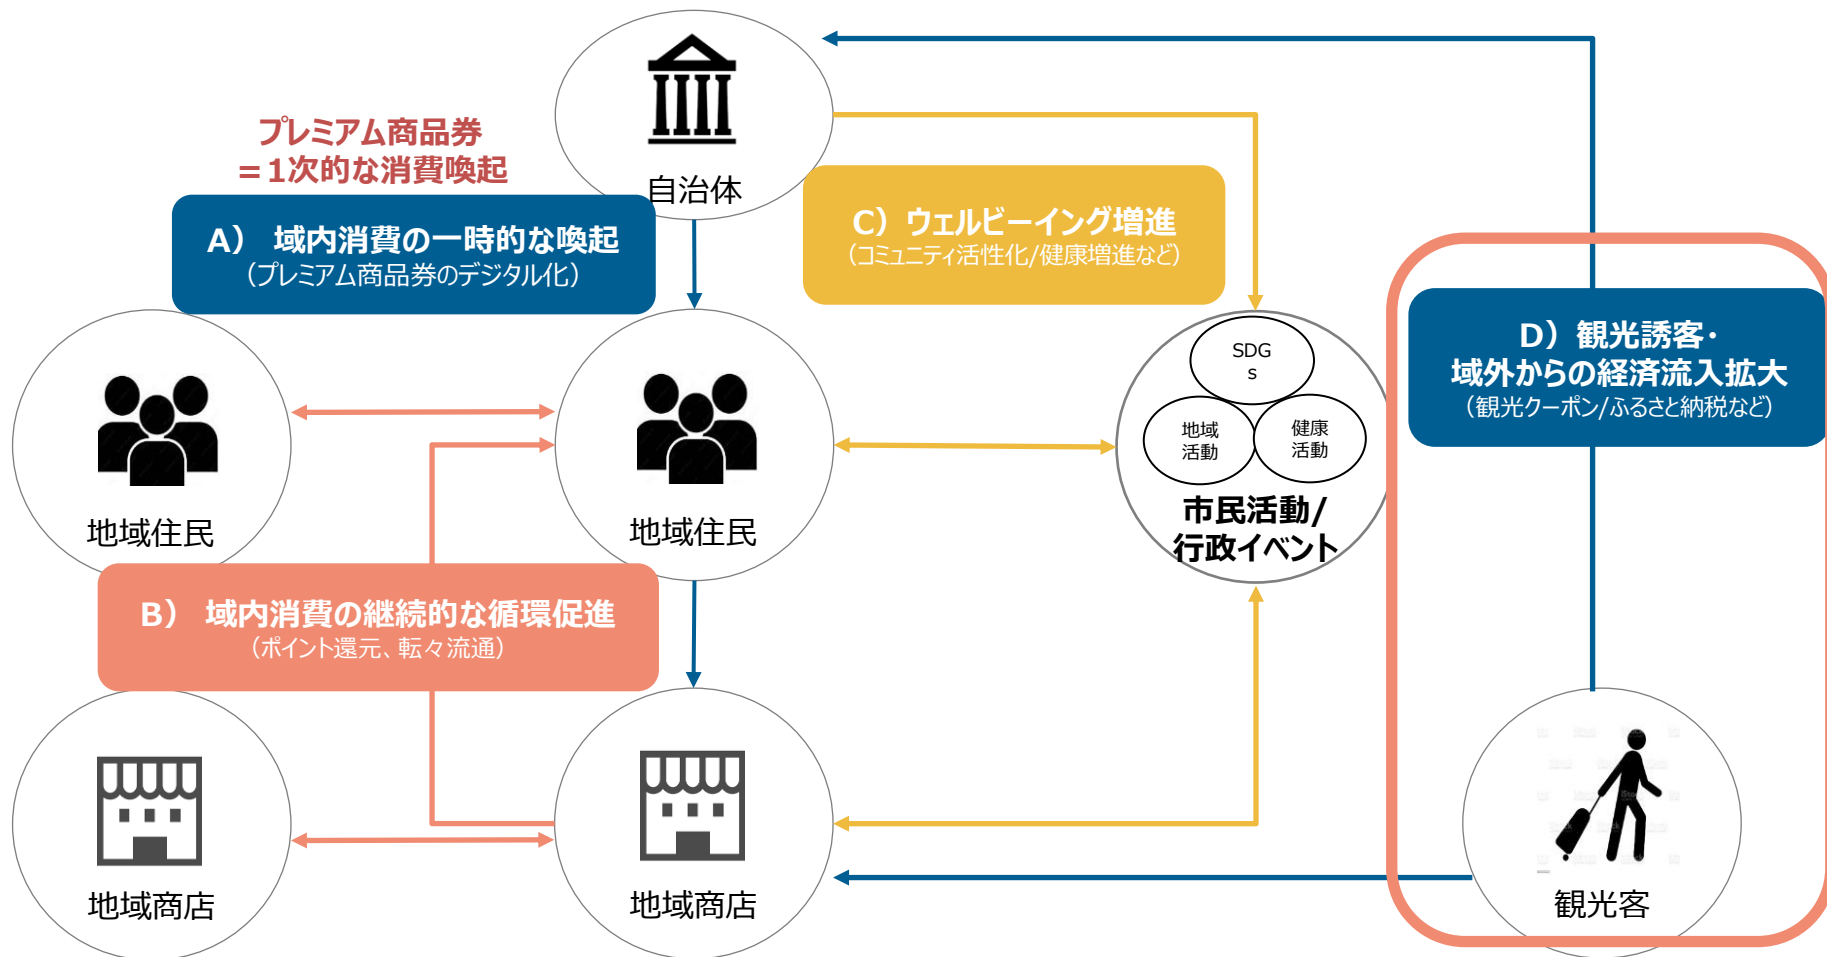 自治体
プレミアム商品券
=1次的な消費喚起
A） 域内消費の一時的な喚起
（プレミアム商品券のデジタル化）
C）ウェルビーイング増進
（コミュニティ活性化/健康増進など）
D）観光誘客・
域外からの経済流入拡大
（観光クーポン/ふるさと納税など）
地域住民
地域住民
SDG
s
地域
活動
健康
活動
市民活動/
行政イベント
B） 域内消費の継続的な循環促進
（ポイント還元、転々流通）
地域商店
地域商店
観光客